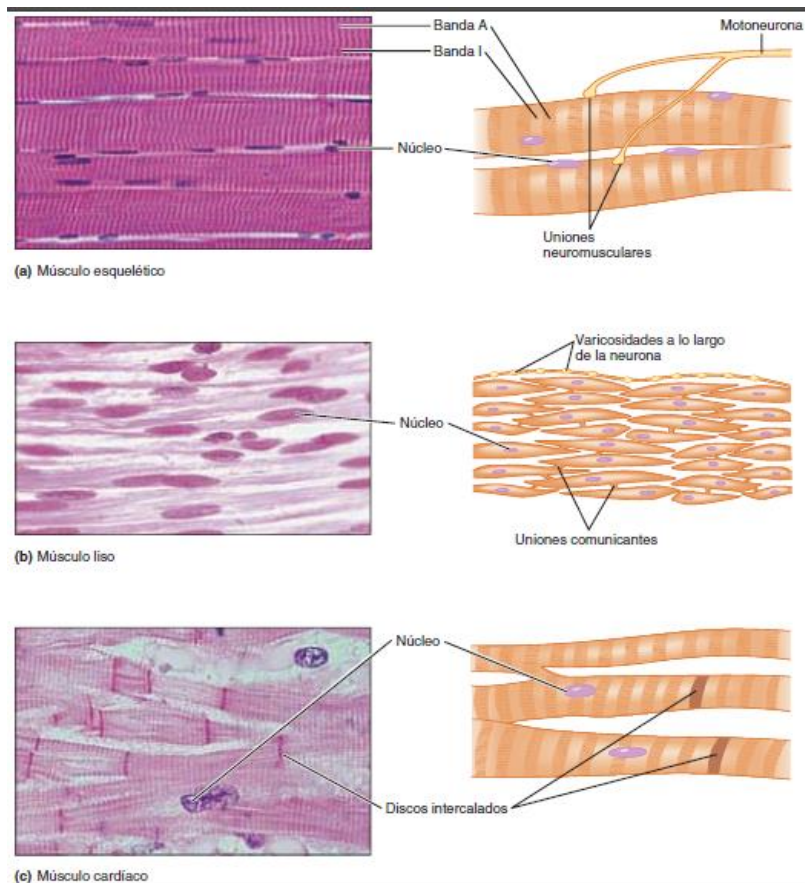 Banda A
Banda I
Motoneurona
Núcleo
Uniones
neuromusculares
(a) Músculo esquelético
Varicosidades a lo largo
de la neurona
Núcleo
Uniones comunicantes
(b) Músculo liso
Núcleo
Discos intercalados
(c) Músculo cardíaco